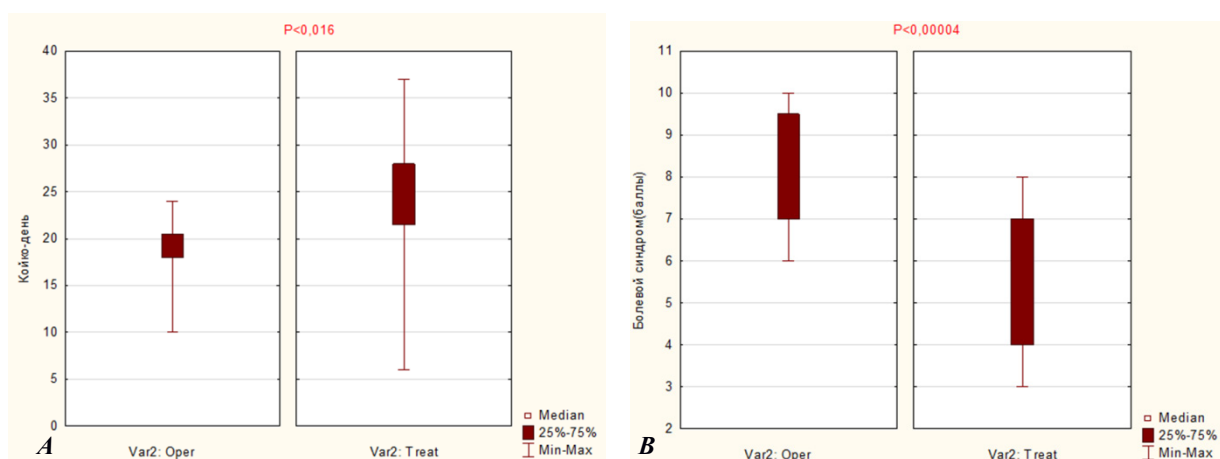 P<0,016
40
35
30
25
20
15
10
5
0
Койко-день
Var2: Oper
Var2: Treat
Median
25%-75%
Min-Max
A
P<0,00004
11
10
9
8
7
6
5
4
3
2
Болевой синдром(баллы)
Var2: Oper
Var2: Treat
Median
25%-75%
Min-Max
B